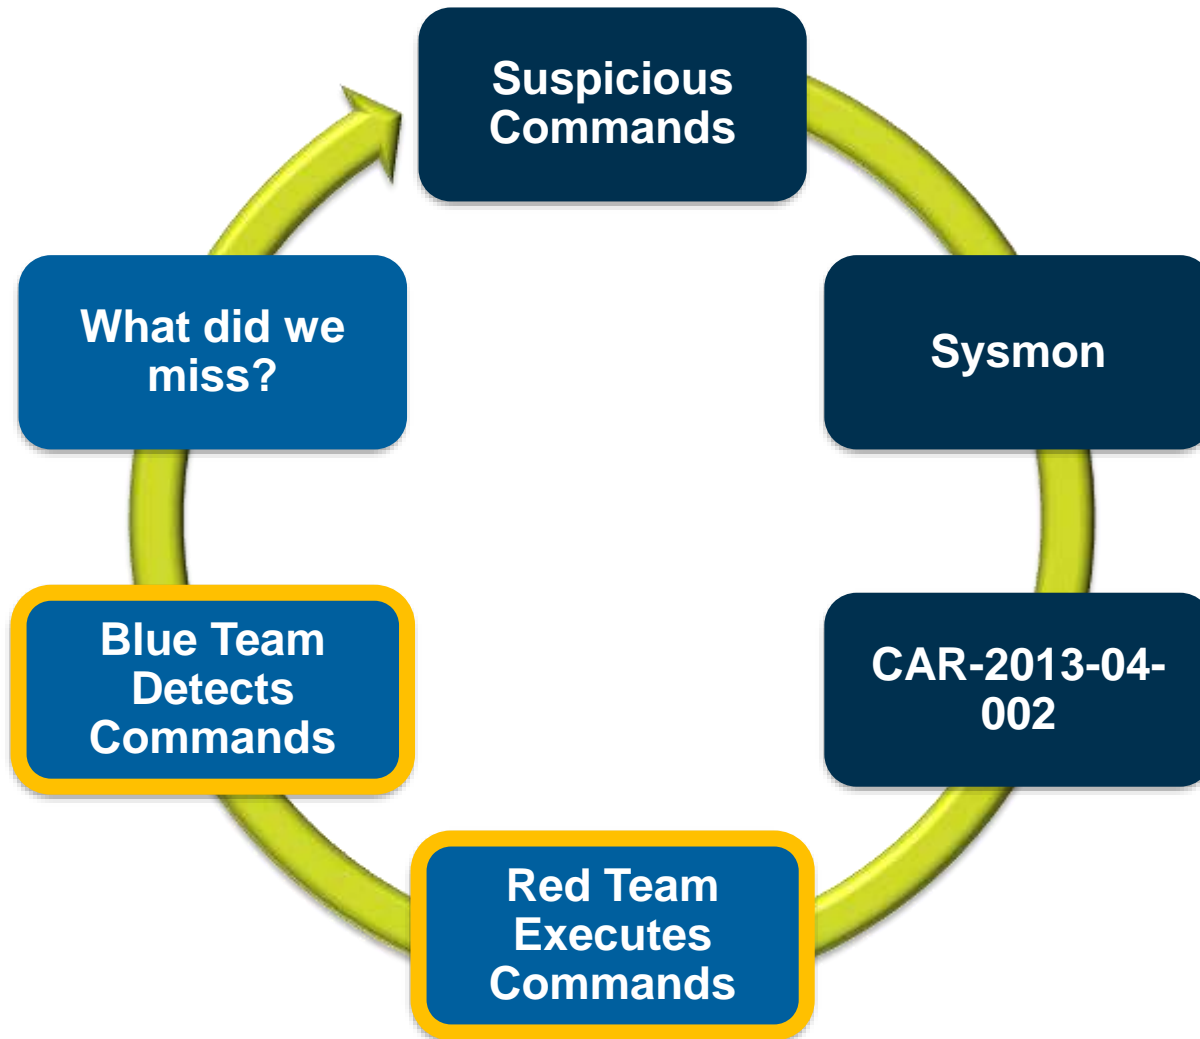 Suspicious
Commands
Sysmon
CAR-2013-04-
002
Red Team
Executes
Commands
Blue Team
Detects
Commands
What did we
miss?